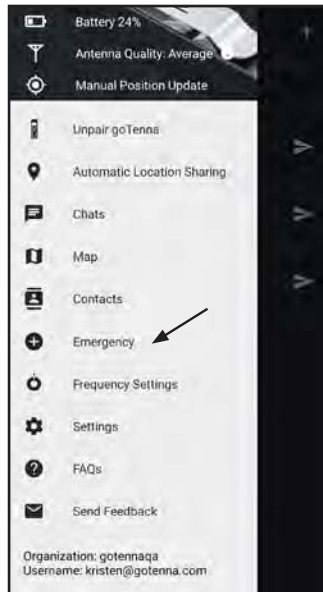 Battery 24%
Antenna Quality: Average
Manual Position Update
Unpair goTenna
Automatic Location Sharing
Chats
Map
Contacts
Emergency
Frequency Settings
Settings
FAQs
Send Feedback
Organization: gotennaqa
Username: kristen@gotenna.com